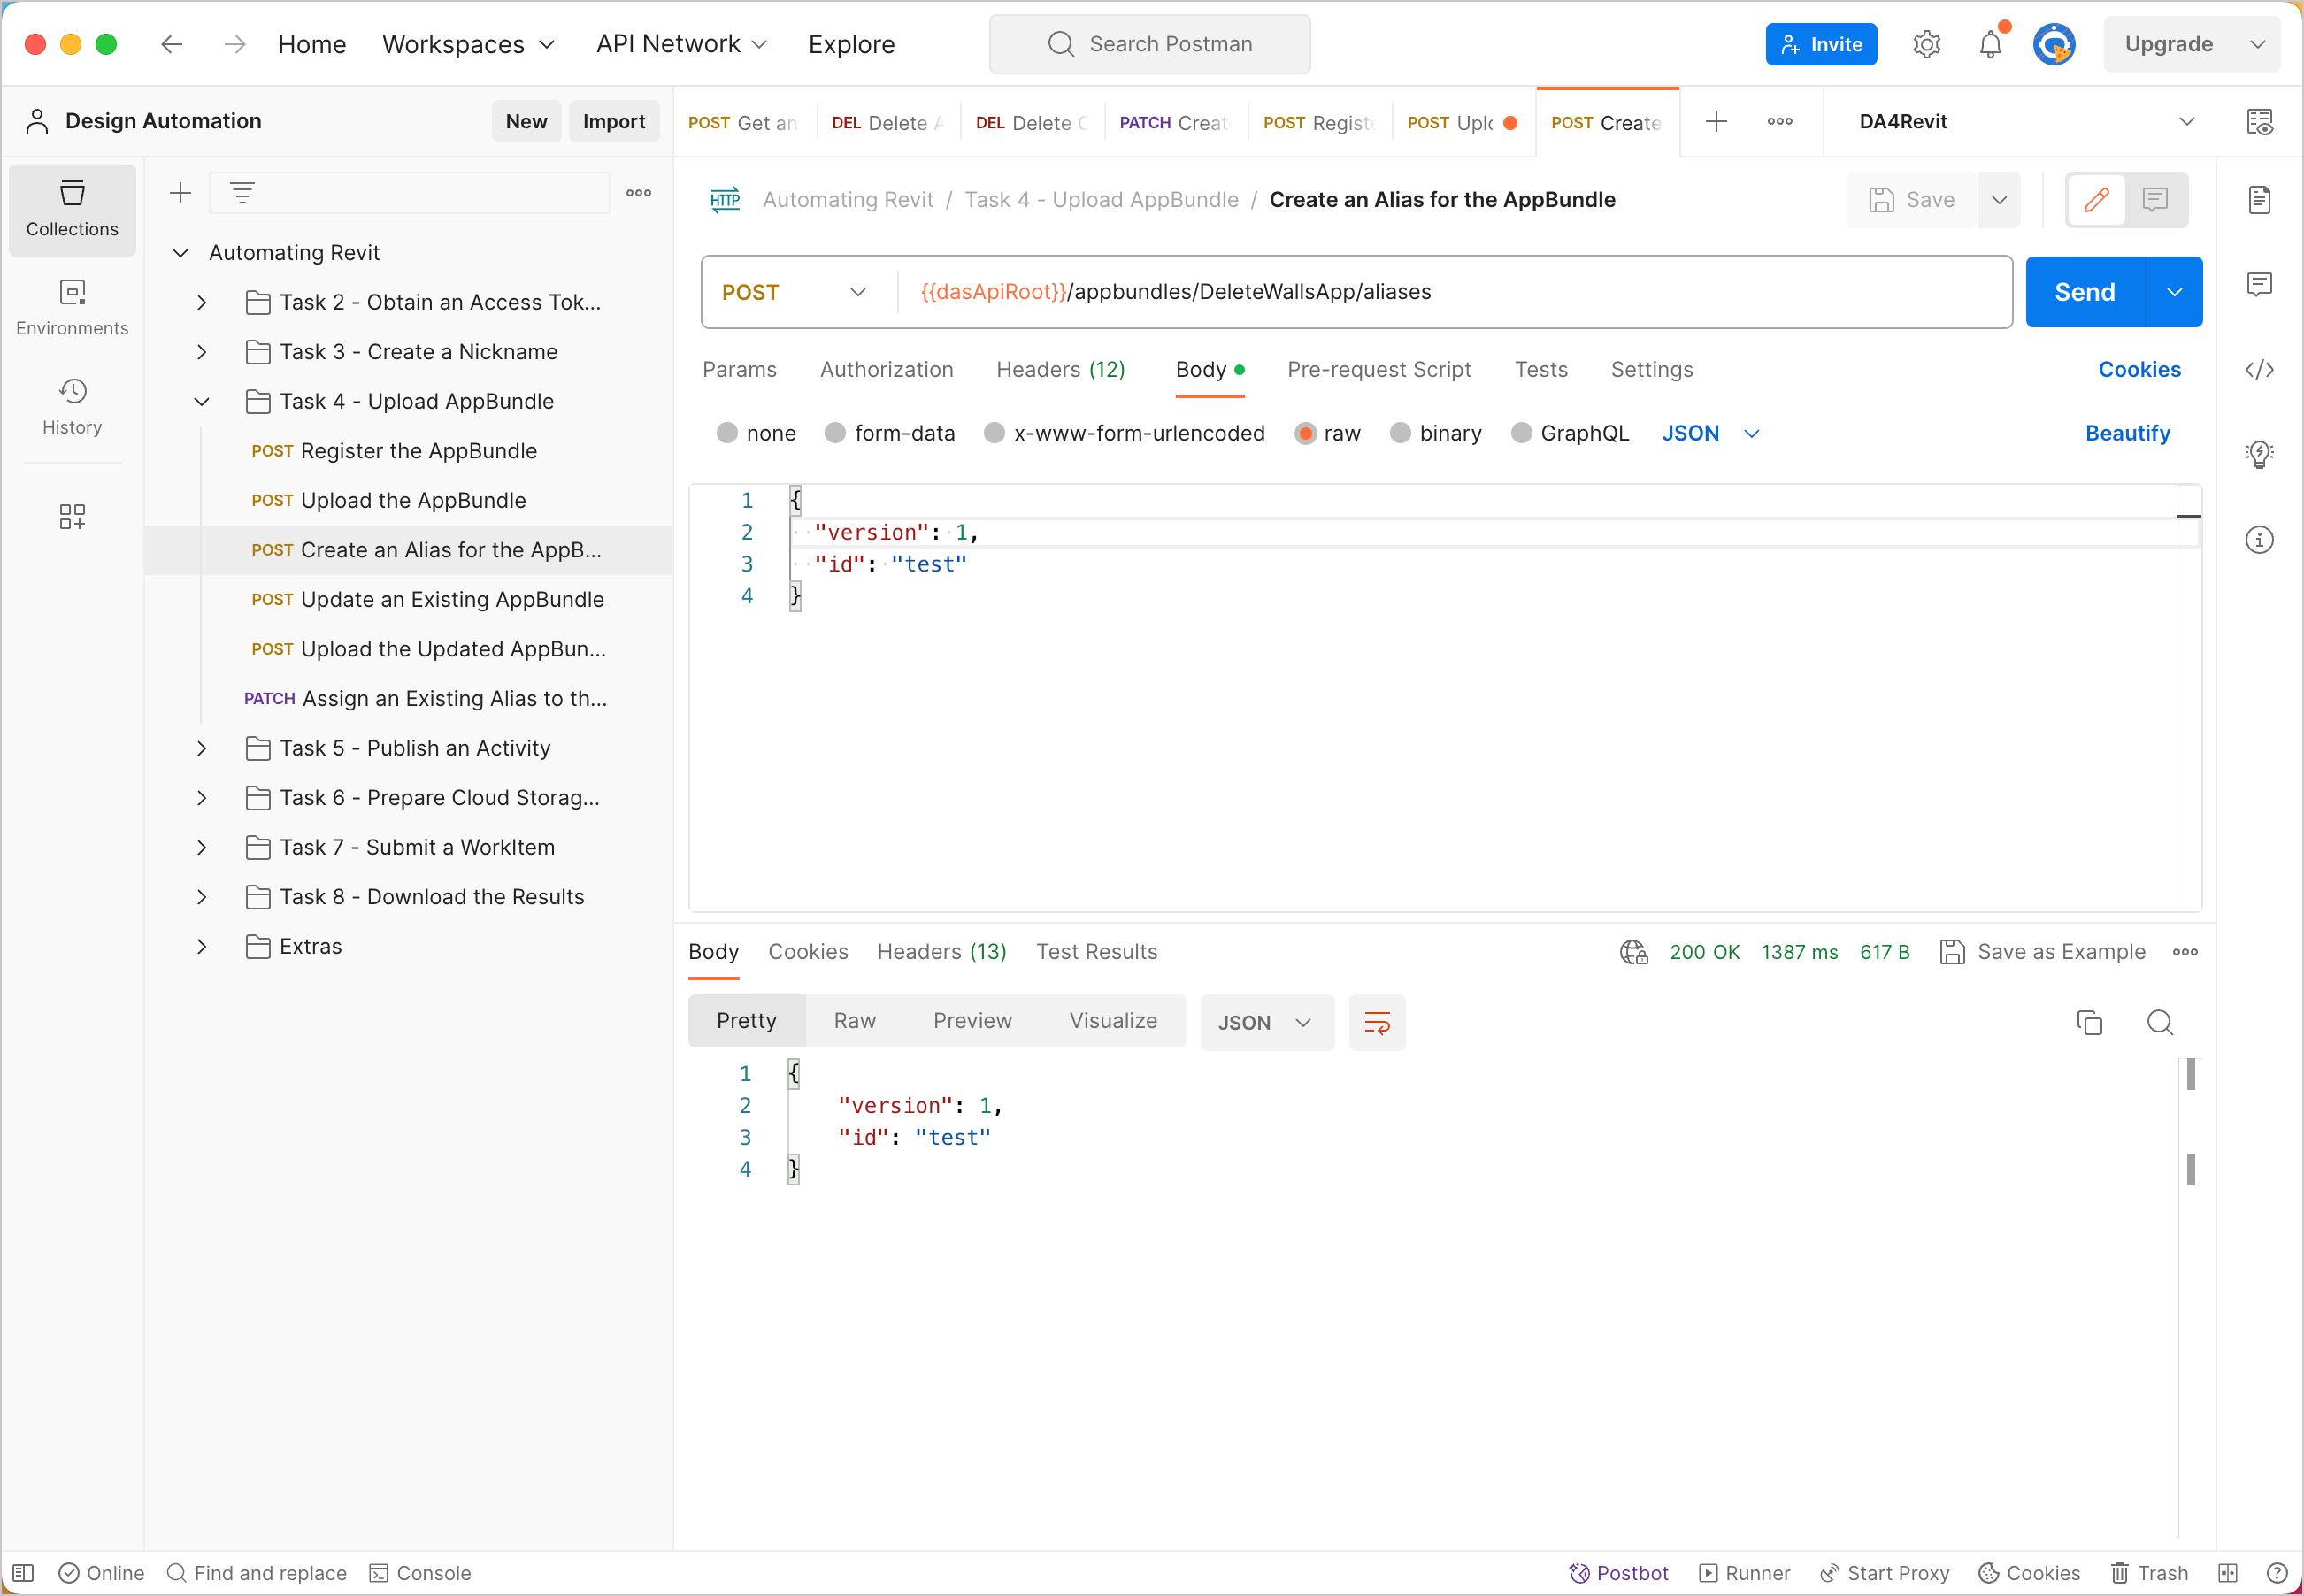 Home Workspaces API Network Explore Search Postman Invite Upgrade
Design Automation New Import
POST Get an DEL Delete A DEL Delete PATCH Creat POST Regist POST Upl POST Create DA4Revit
Collections
Environments
History
Automating Revit
Task 2 - Obtain an Access Tok...
Task 3 - Create a Nickname
Task 4 - Upload AppBundle
POST Register the AppBundle
POST Upload the AppBundle
POST Create an Alias for the AppB...
POST Update an Existing AppBundle
POST Upload the Updated AppBun...
PATCH Assign an Existing Alias to th...
Task 5 - Publish an Activity
Task 6 - Prepare Cloud Storag...
Task 7 - Submit a WorkItem
Task 8 - Download the Results
Extras
HTTP Automating Revit / Task 4 - Upload AppBundle / Create an Alias for the AppBundle Save
POST {{dasApiRoot}}/appbundles/DeleteWallsApp/aliases Send
Params Authorization Headers (12) Body Pre-request Script Tests Settings Cookies
none form-data x-www-form-urlencoded raw binary GraphQL JSON Beautify
1 {
2 "version": 1,
3 "id": "test"
4 }
Body Cookies Headers (13) Test Results 200 OK 1387 ms 617 B Save as Example
Pretty Raw Preview Visualize JSON
1 {
2 "version": 1,
3 "id": "test"
4 }
Online Find and replace Console Postbot Runner Start Proxy Cookies Trash